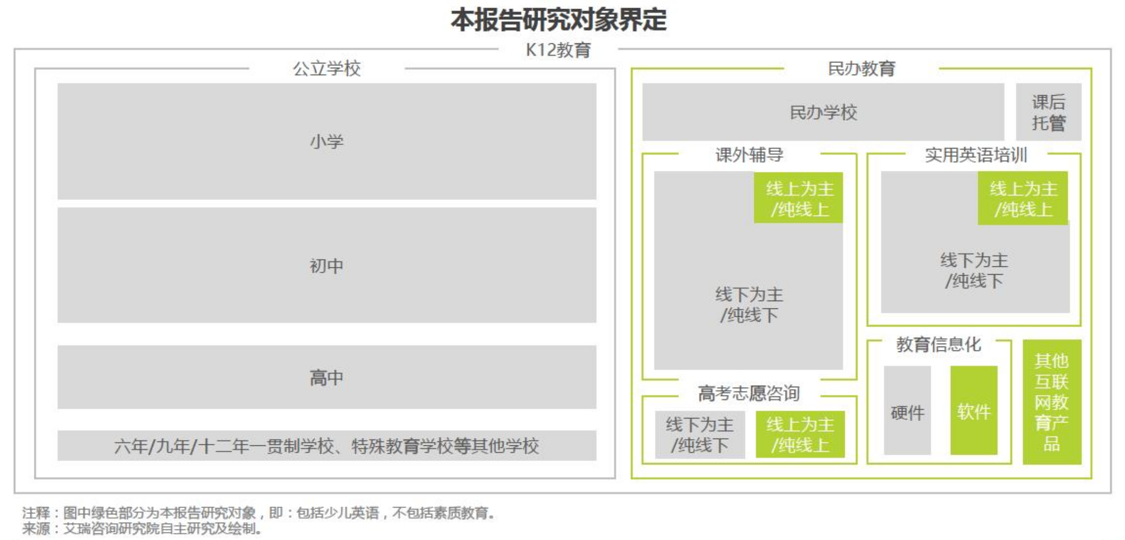 本报告研究对象界定
K12教育
公立学校
小学
初中
高中
六年/九年/十二年一贯制学校、特殊教育学校等其他学校
民办教育
民办学校
课后
托管
课外辅导
线上为主
/纯线上
线下为主
/纯线下
实用英语培训
线上为主
/纯线上
线下为主
/纯线下
高考志愿咨询
线下为主
/纯线下
线上为主
/纯线上
教育信息化
硬件
软件
其他
互联
网教
育产
品
注释：图中绿色部分为本报告研究对象，即：包括少儿英语，不包括素质教育。
来源：艾瑞咨询研究院自主研究及绘制。